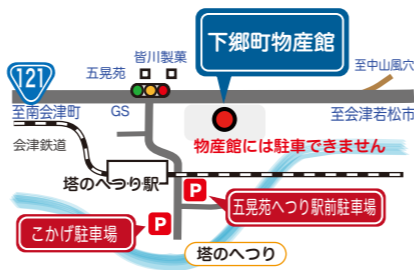 下郷町物産館
皆川製菓
五晃苑
至中山風穴
121
至南会津町
GS
至会津若松市
会津鉄道
物産館には駐車できません
塔のへつり駅
P
五晃苑へつり駅前駐車場
P
こかげ駐車場
塔のへつり